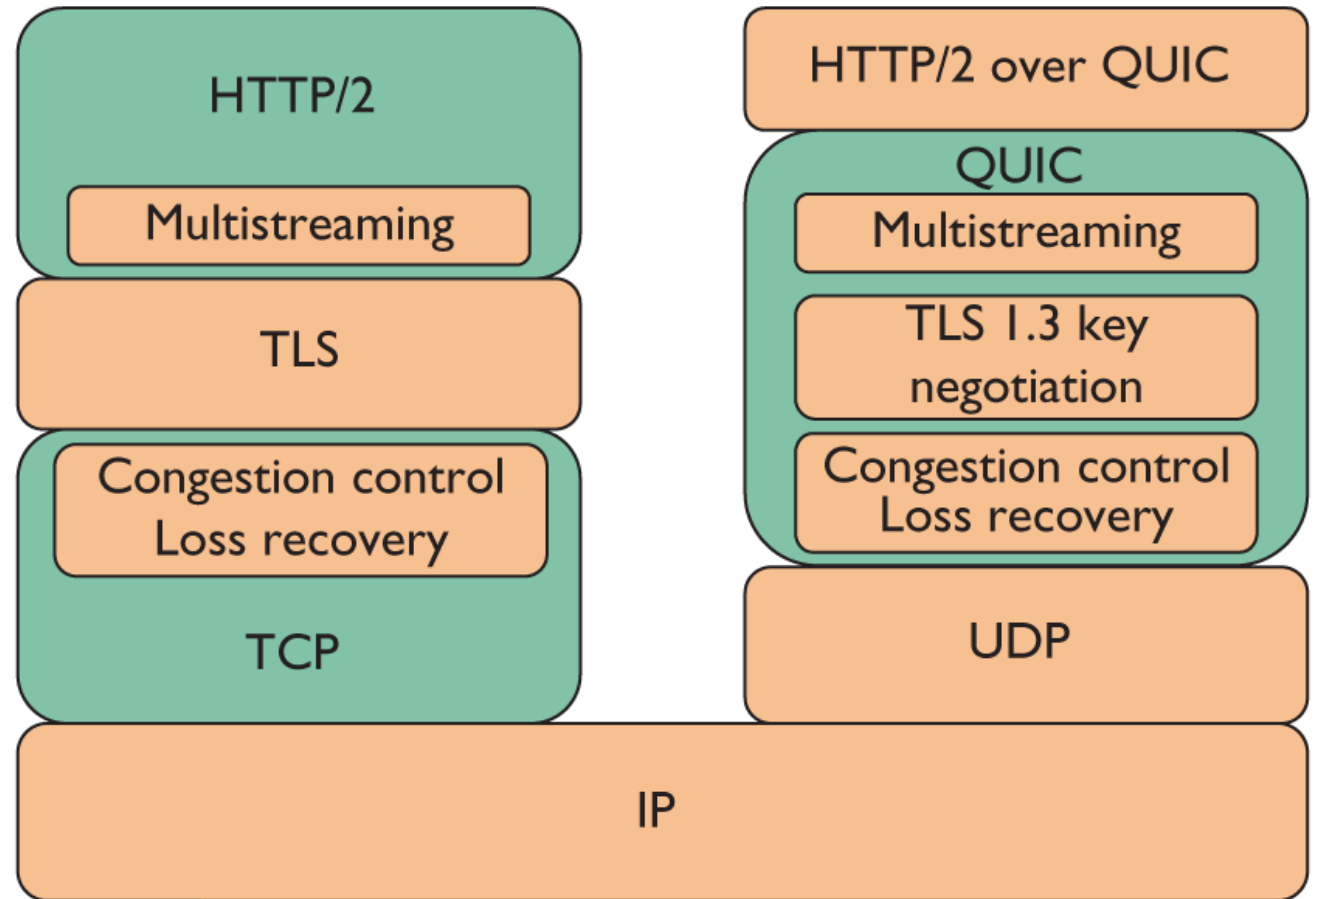 HTTP/2
Multistreaming
TLS
Congestion control
Loss recovery
TCP
HTTP/2 over QUIC
QUIC
Multistreaming
TLS 1.3 key
negotiation
Congestion control
Loss recovery
UDP
IP